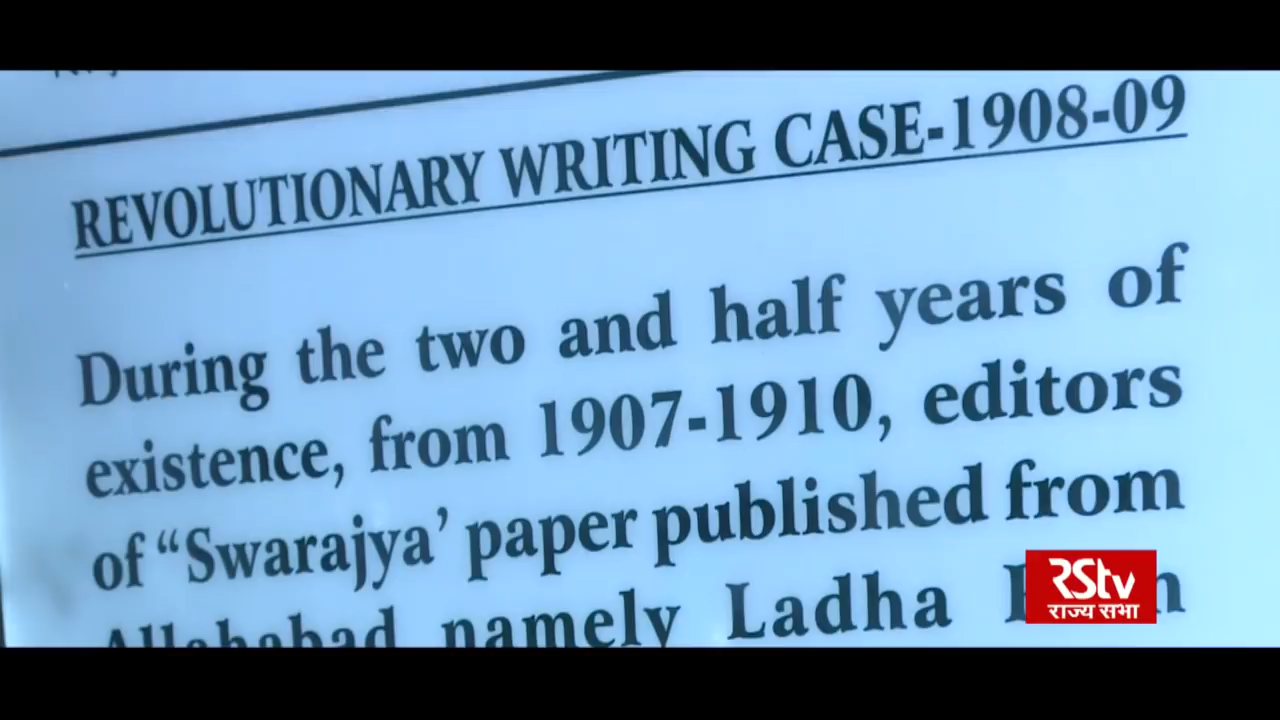 REVOLUTIONARY WRITING CASE-1908-09
During the two and half years of
existence, from 1907-1910, editors
of “Swarajya’ paper published from
Allahabad namely Ladha
RStv
राज्य सभा